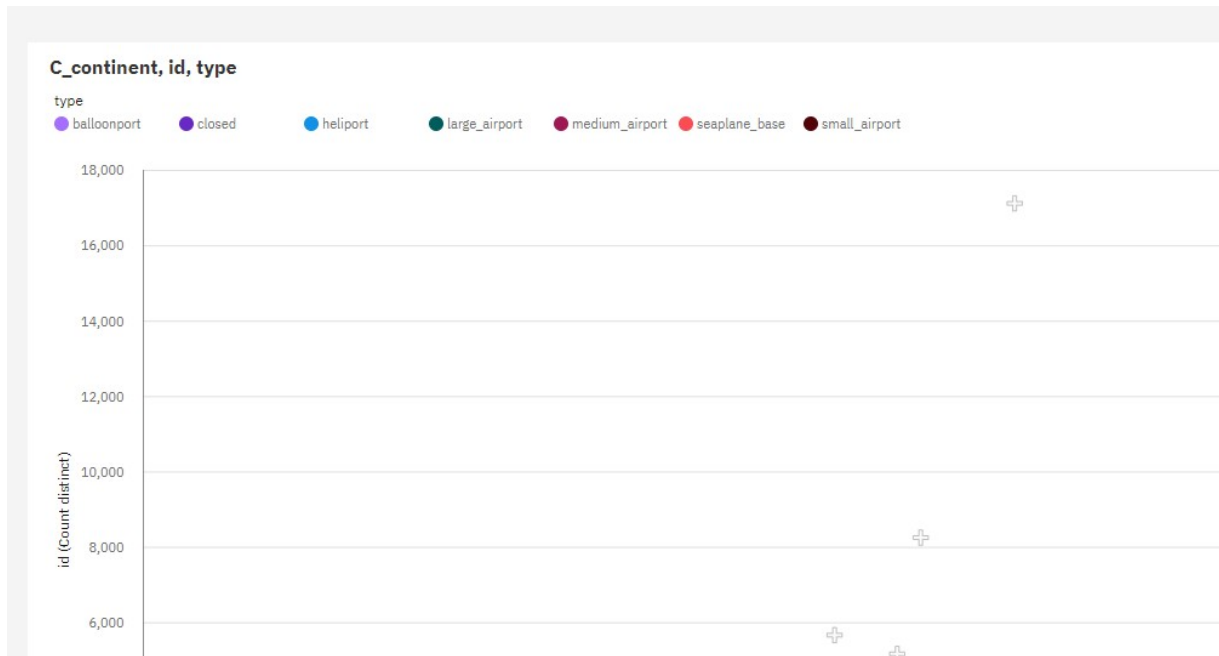 C_continent, id, type
type
balloonport closed heliport large_airport medium_airport seaplane_base small_airport
18,000
16,000
14,000
12,000
10,000
8,000
6,000
id (Count distinct)